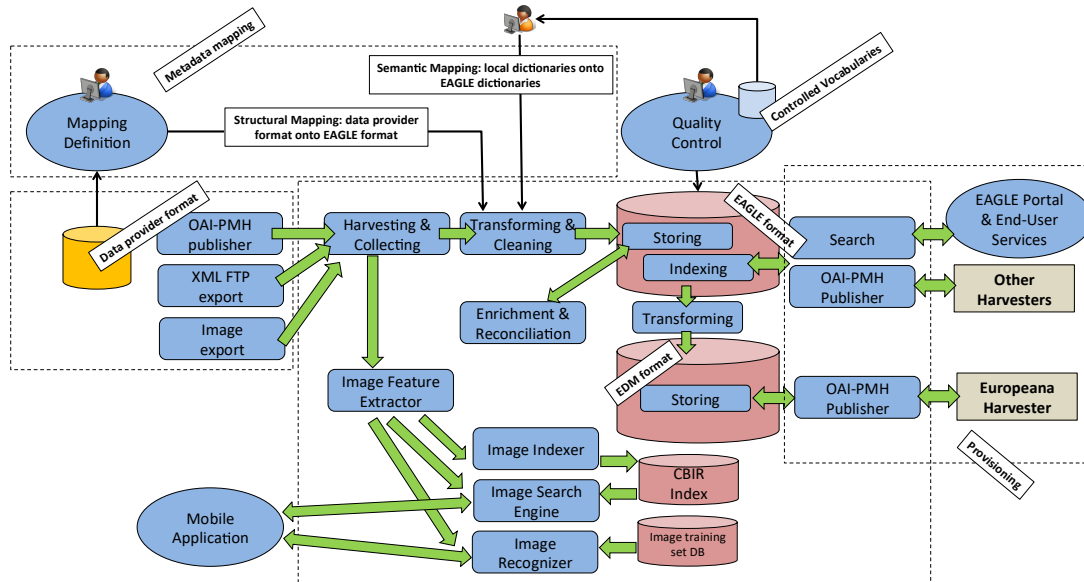 Metadata mapping
Mapping
Definition
Semantic Mapping: local dictionaries onto
EAGLE dictionaries
Structural Mapping: data provider
format onto EAGLE format
Quality
Control
Controlled Vocabularies
Data provider format
OAI-PMH
publisher
XML FTP
export
Image
export
Harvesting &
Collecting
Transforming &
Cleaning
Storing
Indexing
EAGLE format
Search
EAGLE Portal
& End-User
Services
OAI-PMH
Publisher
Other
Harvesters
Enrichment &
Reconciliation
Transforming
EDM format
Storing
OAI-PMH
Publisher
Europeana
Harvester
Provisioning
Image Feature
Extractor
Image Indexer
CBIR
Index
Image Search
Engine
Mobile
Application
Image
Recognizer
Image training
set DB